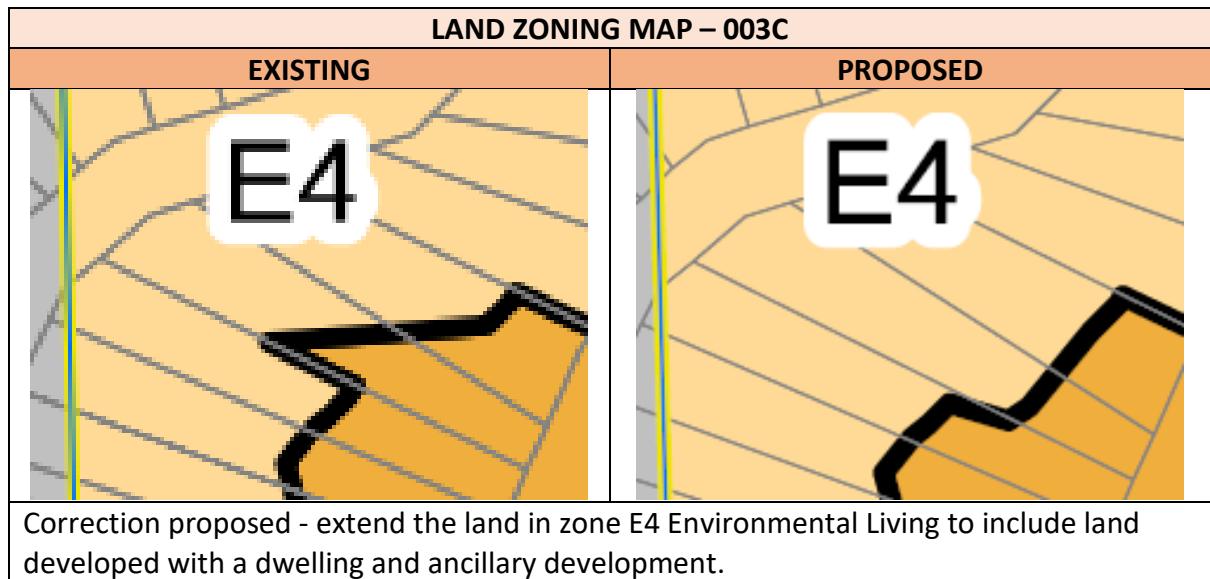 LAND ZONING MAP – 003C
EXISTING
PROPOSED
E4
E4
Correction proposed - extend the land in zone E4 Environmental Living to include land
developed with a dwelling and ancillary development.